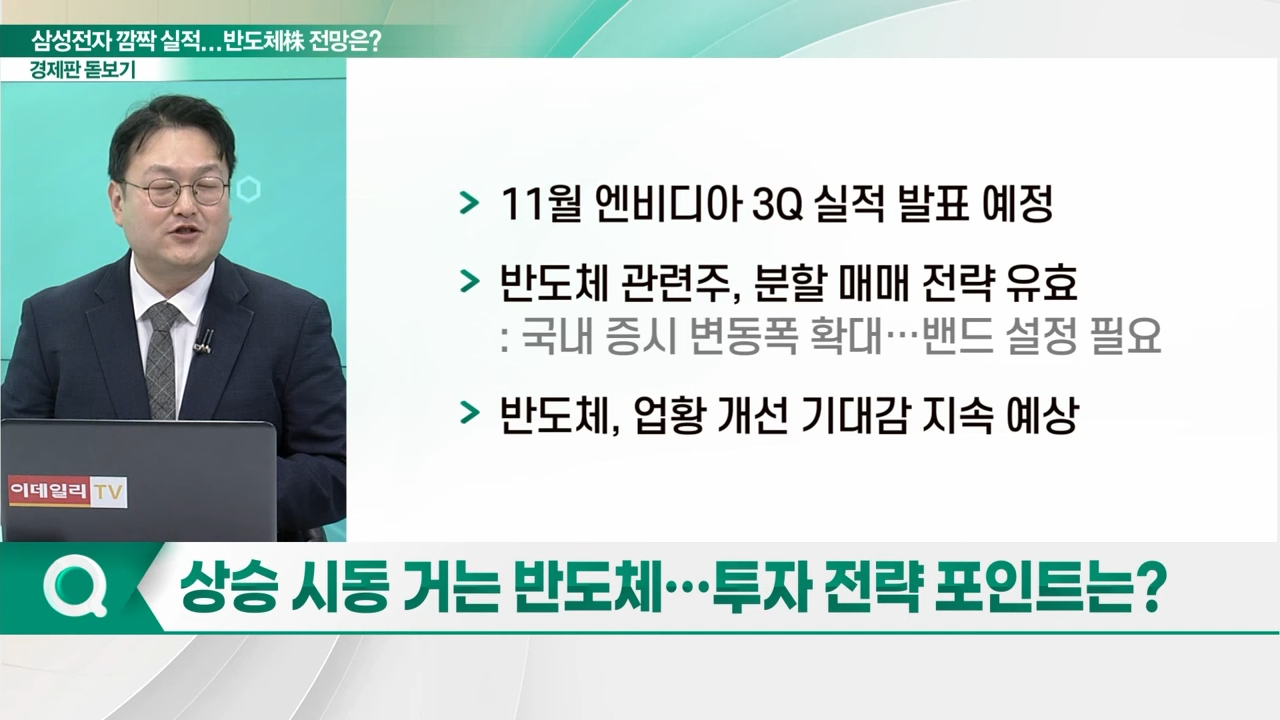 삼성전자 깜짝 실적...반도체株 전망은?
경제판 돋보기
> 11월 엔비디아 3Q 실적 발표 예정
> 반도체 관련주, 분할 매매 전략 유효
: 국내 증시 변동폭 확대…밴드 설정 필요
> 반도체, 업황 개선 기대감 지속 예상
이데일리 TV
Q 상승 시동 거는 반도체…투자 전략 포인트는?